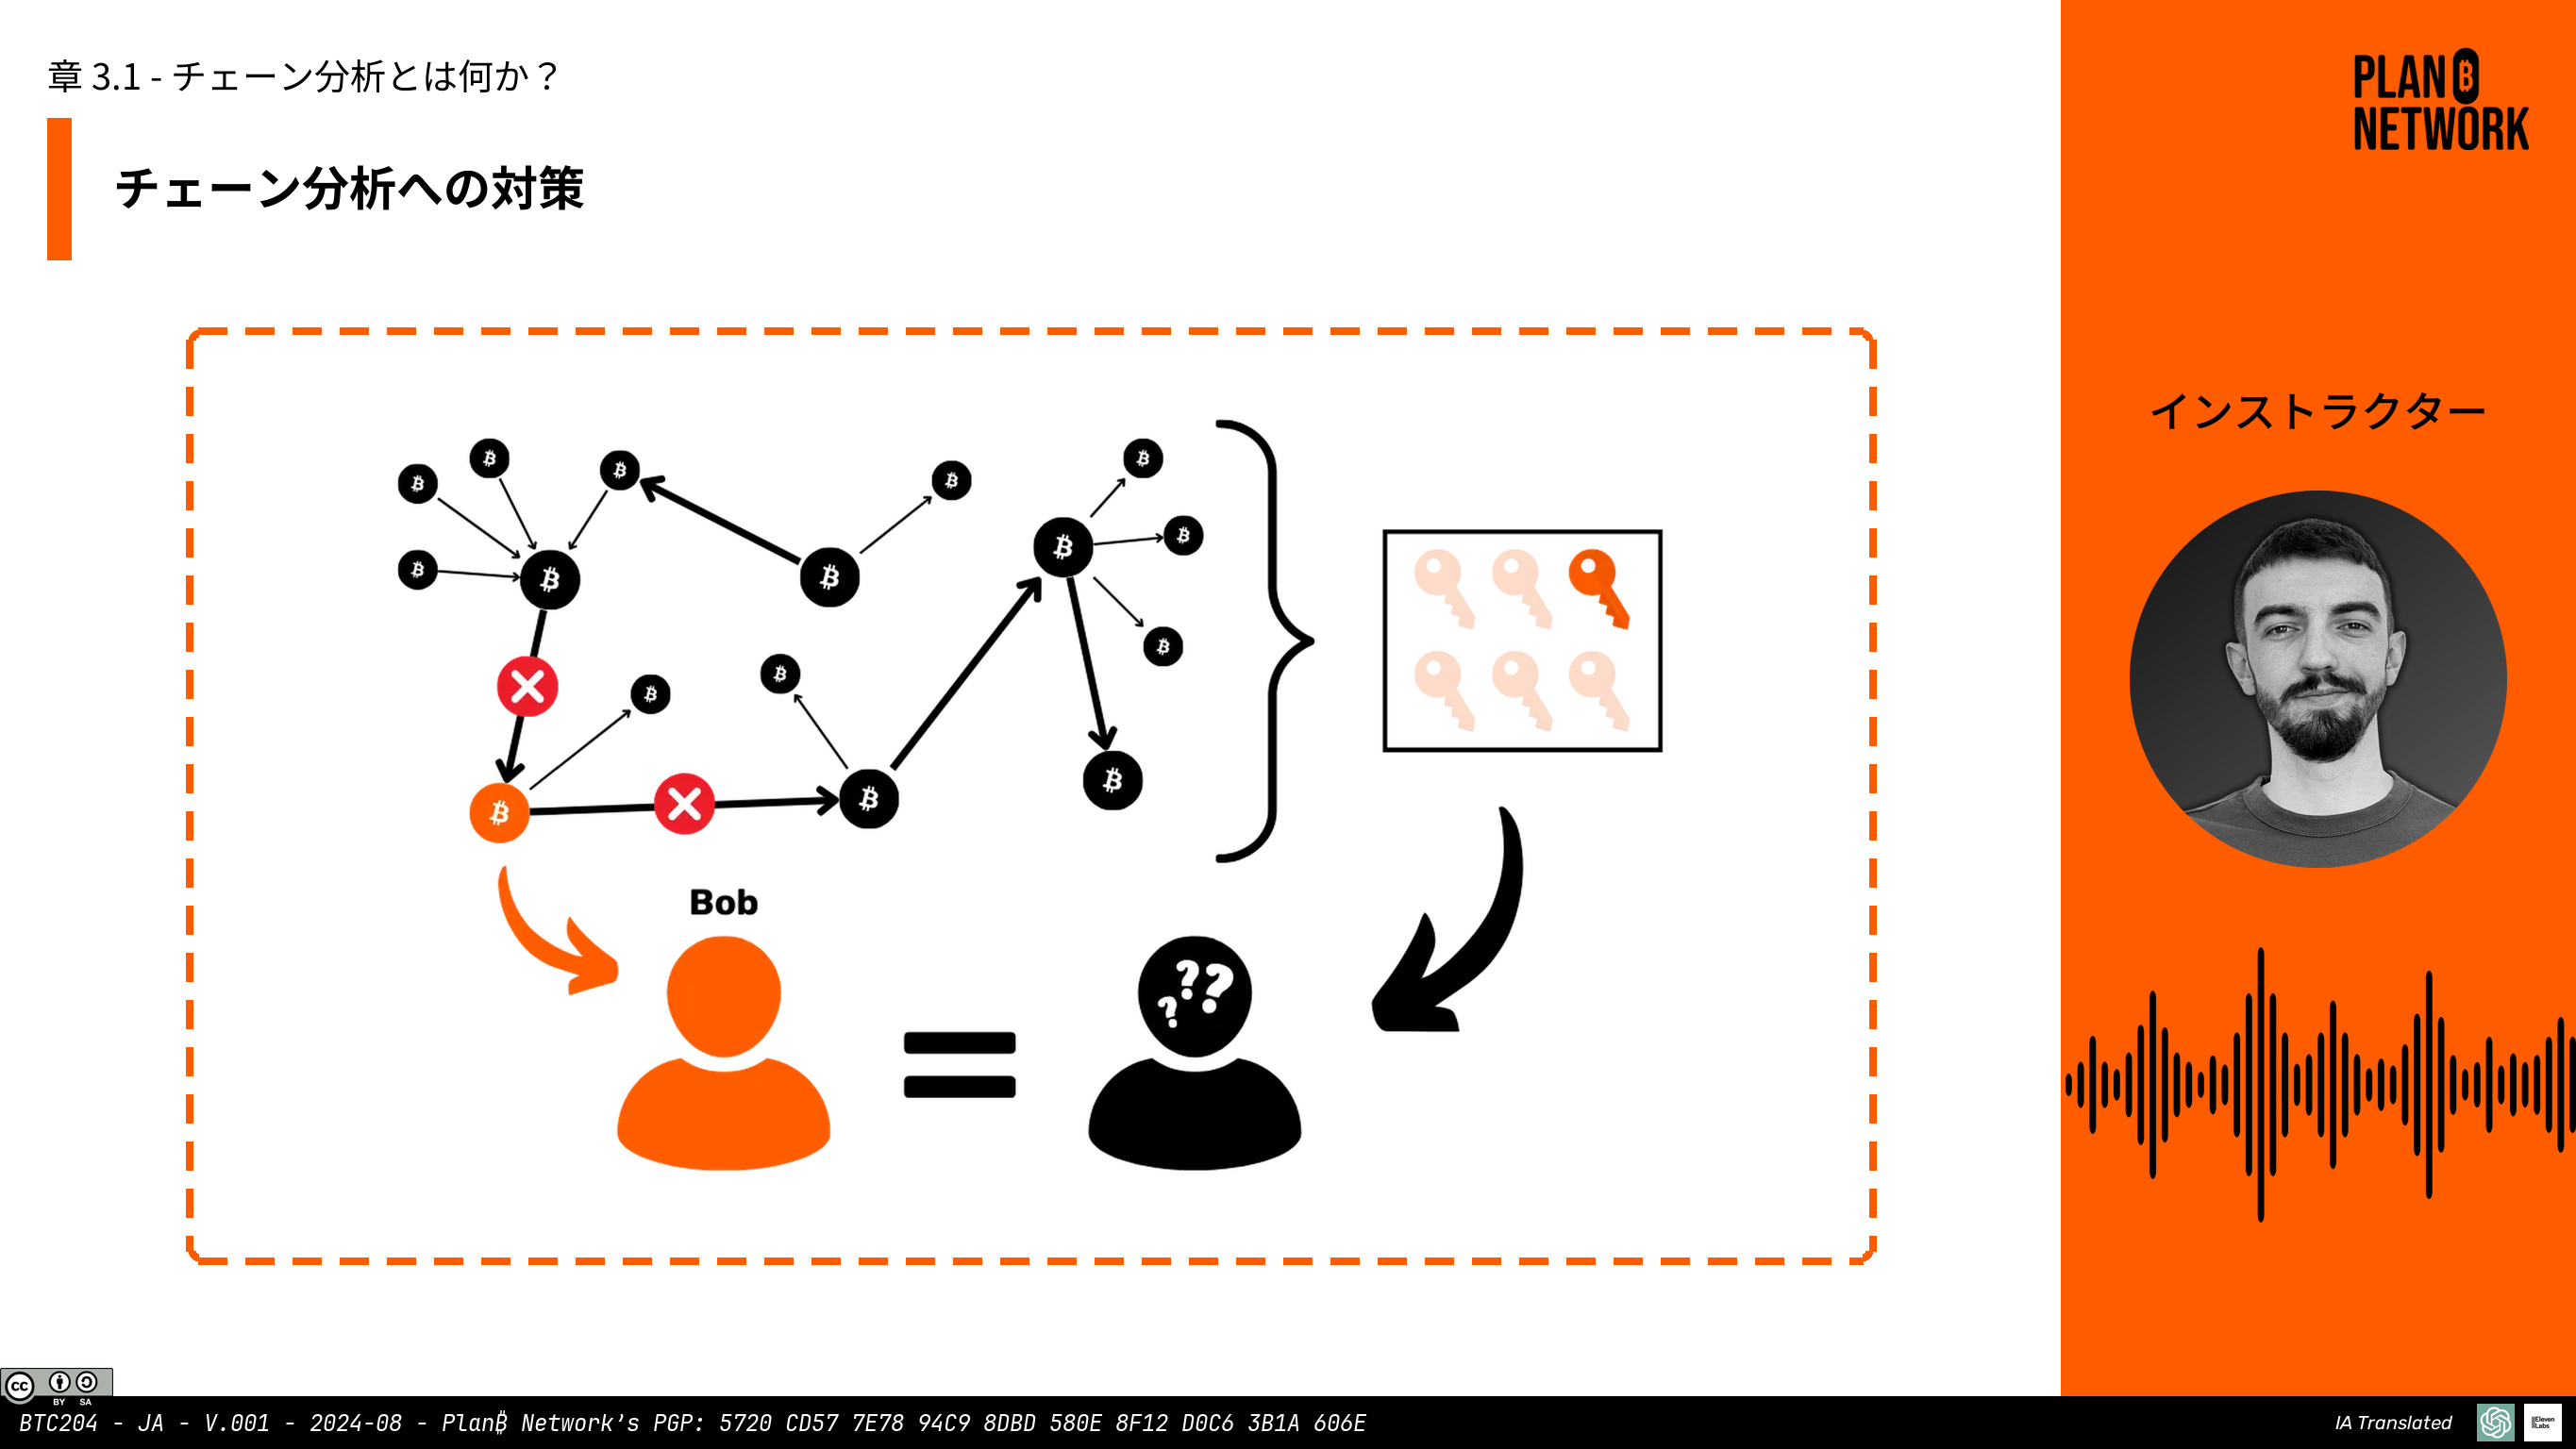 章 3.1 - チェーン分析とは何か？
チェーン分析への対策
PLAN ₿
NETWORK
インストラクター
Bob
???
CC BY SA
BTC204 - JA - V.001 - 2024-08 - Plan₿ Network’s PGP: 5720 CD57 7E78 94C9 8DBD 580E 8F12 D0C6 3B1A 606E
IA Translated
ElevenLabs